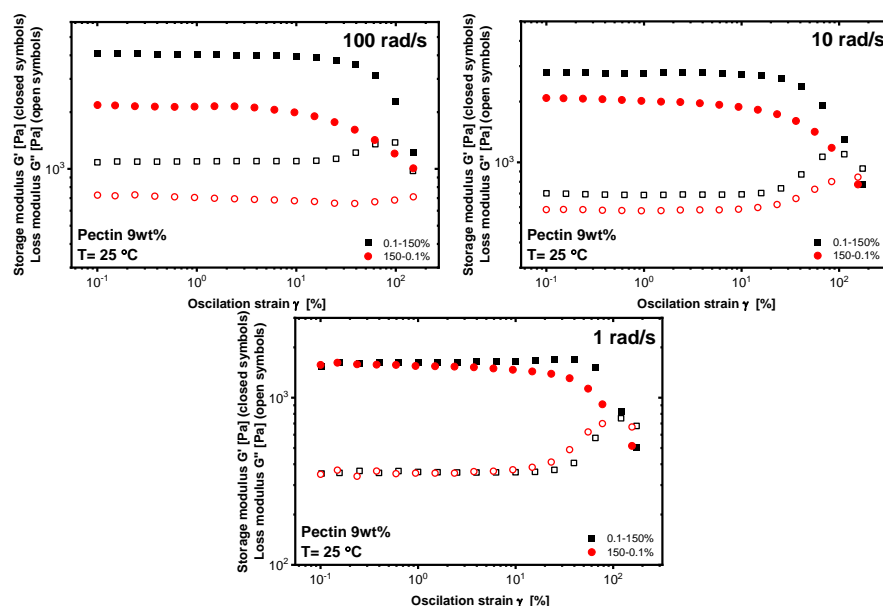 100 rad/s
Storage modulus G' [Pa] (closed symbols)
Loss modulus G'' [Pa] (open symbols)
10³
Pectin 9wt%
T= 25 ºC
0.1-150%
150-0.1%
10⁻¹ 10⁰ 10¹ 10²
Oscilation strain γ [%]
10 rad/s
Storage modulus G' [Pa] (closed symbols)
Loss modulus G'' [Pa] (open symbols)
10³
Pectin 9wt%
T= 25 ºC
0.1-150%
150-0.1%
10⁻¹ 10⁰ 10¹ 10²
Oscilation strain γ [%]
1 rad/s
Storage modulus G' [Pa] (closed symbols)
Loss modulus G'' [Pa] (open symbols)
10³
10²
Pectin 9wt%
T= 25 ºC
0.1-150%
150-0.1%
10⁻¹ 10⁰ 10¹ 10²
Oscilation strain γ [%]